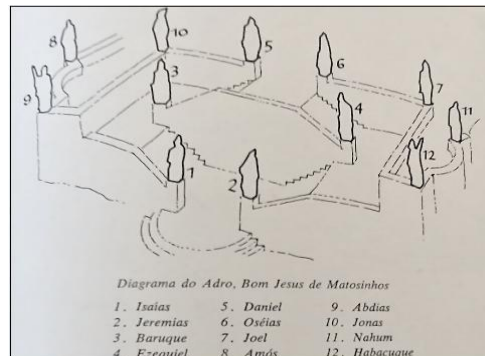 8
10
5
6
9
3
7
4
11
1
2
12
Diagrama do Adro, Bom Jesus de Matosinhos
1. Isaías 5. Daniel 9. Abdias
2. Jeremias 6. Oséias 10. Jonas
3. Baruque 7. Joel 11. Nahum
4 Ezequiel 8 Amós 12 Habacuque